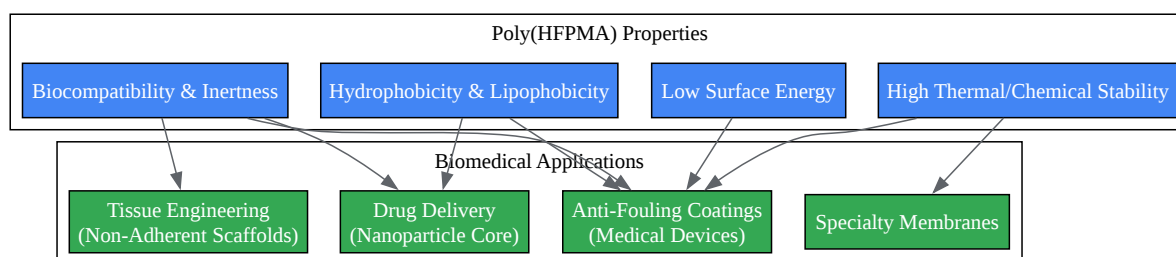 Poly(HFPMA) Properties
Biocompatibility & Inertness
Hydrophobicity & Lipophobicity
Low Surface Energy
High Thermal/Chemical Stability
Biomedical Applications
Tissue Engineering
(Non-Adherent Scaffolds)
Drug Delivery
(Nanoparticle Core)
Anti-Fouling Coatings
(Medical Devices)
Specialty Membranes